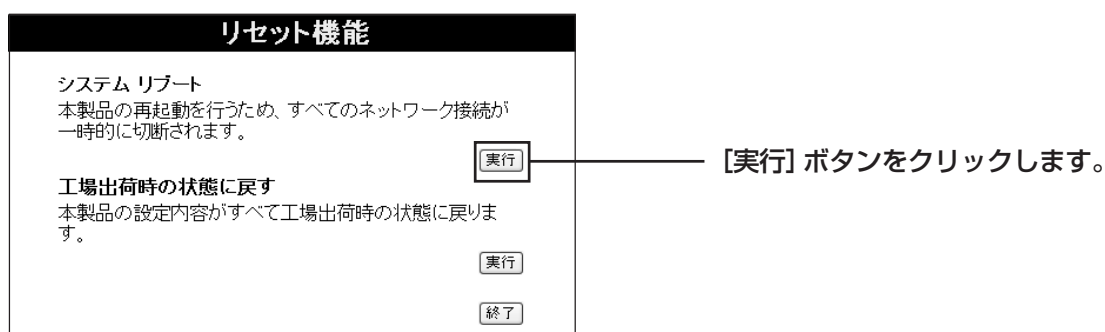 リセット機能
システム リブート
本製品の再起動を行うため、すべてのネットワーク接続が
一時的に切断されます。
実行
[実行] ボタンをクリックします。
工場出荷時の状態に戻す
本製品の設定内容がすべて工場出荷時の状態に戻りま
す。
実行
終了